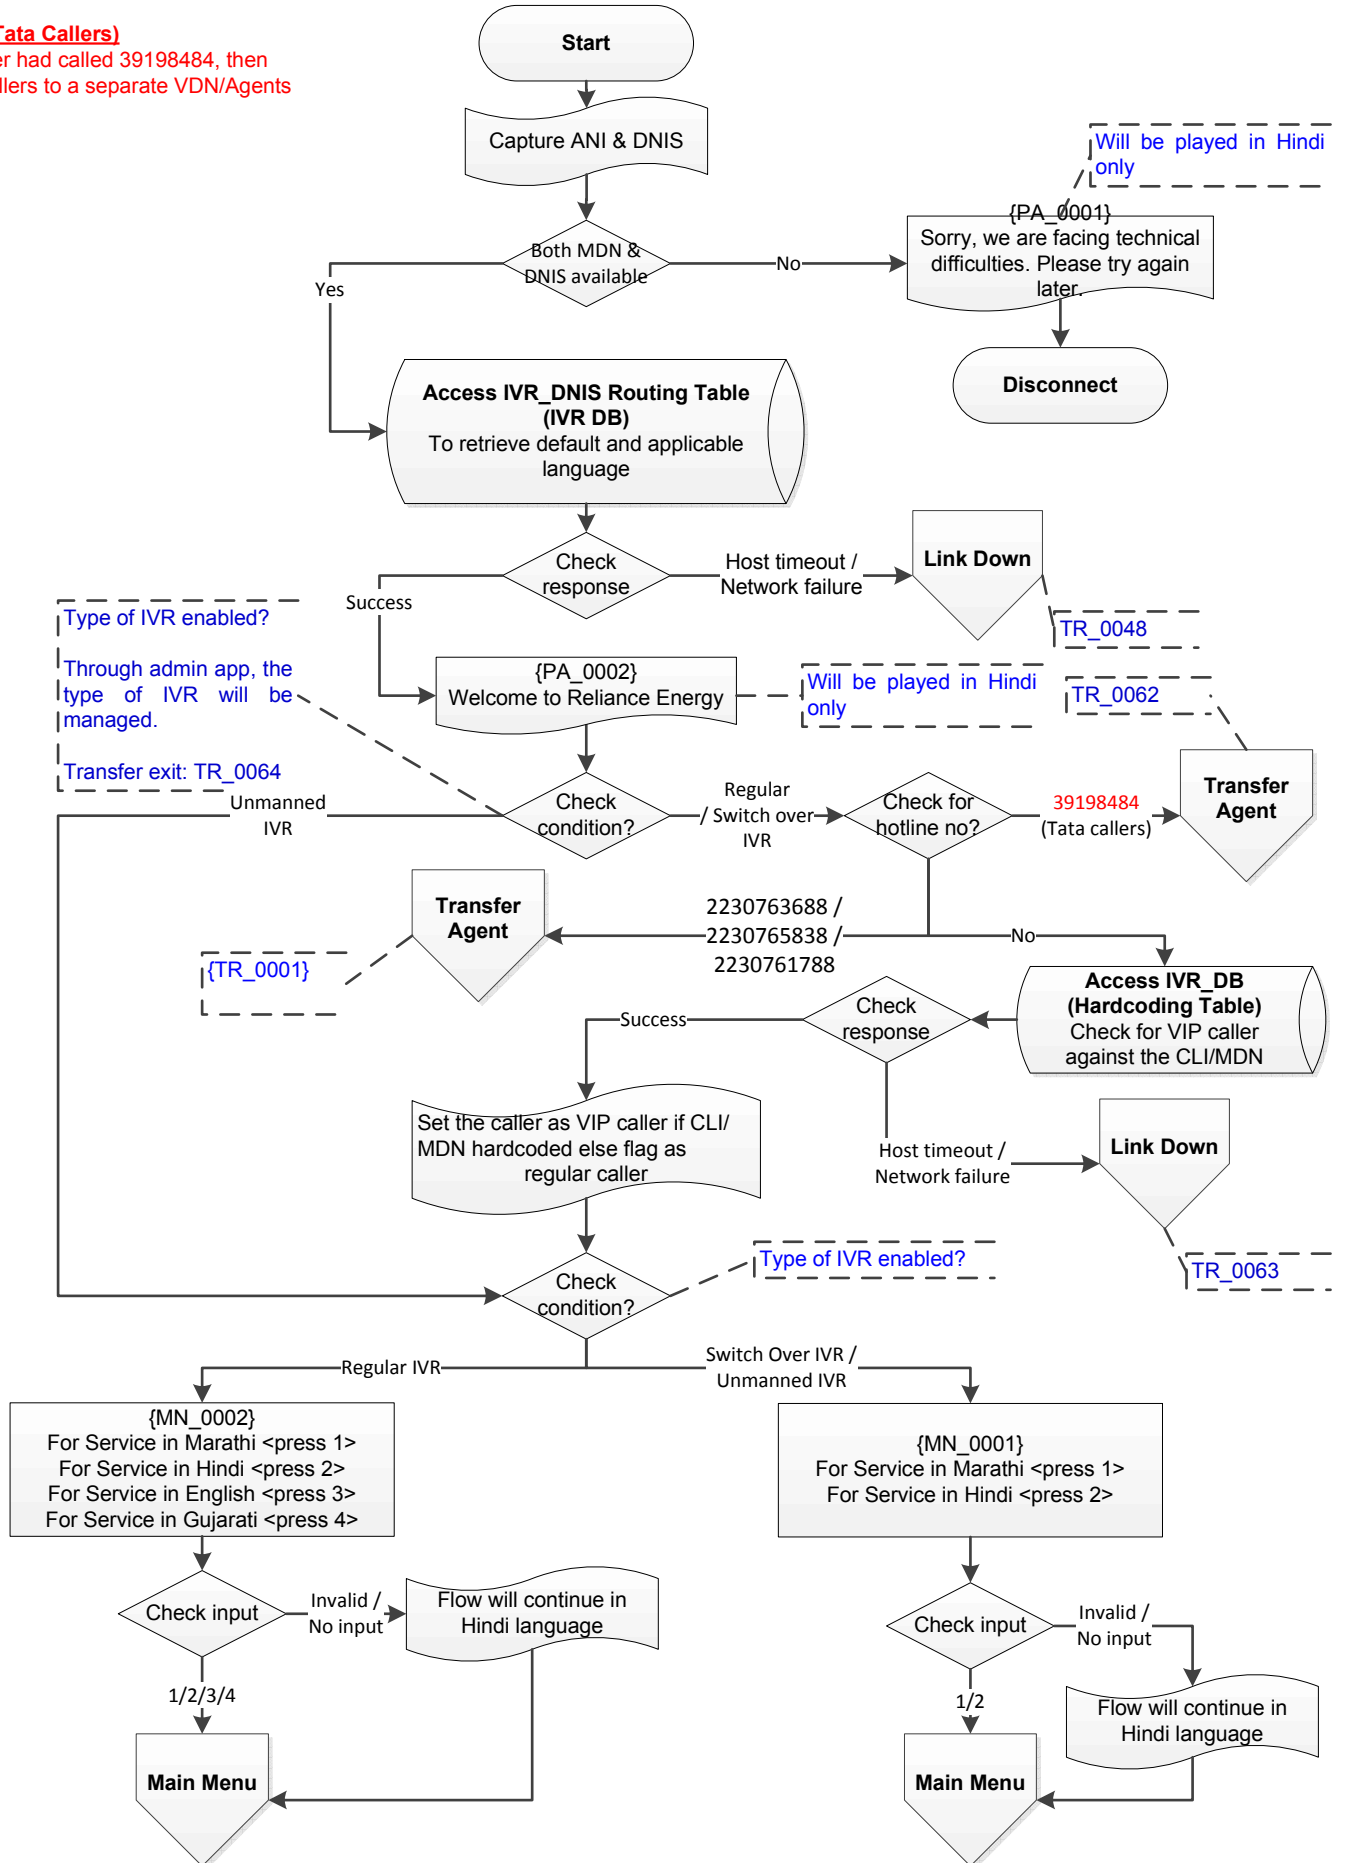 Tata Callers)
er had called 39198484, then
llers to a separate VDN/Agents
Start
Capture ANI & DNIS
Will be played in Hindi
only
Both MDN &
DNIS available
No
Yes
{PA_0001}
Sorry, we are facing technical
difficulties. Please try again
later.
Disconnect
Access IVR_DNIS Routing Table
(IVR DB)
To retrieve default and applicable
language
Check
response
Host timeout /
Network failure
Link Down
TR_0048
Success
Type of IVR enabled?
Through admin app, the
type of IVR will be
managed.
Transfer exit: TR_0064
{PA_0002}
Welcome to Reliance Energy
Will be played in Hindi
only
TR_0062
Unmanned
IVR
Check
condition?
Regular
/ Switch over
IVR
Check for
hotline no?
39198484
(Tata callers)
Transfer
Agent
Transfer
Agent
{TR_0001}
2230763688 /
2230765838 /
2230761788
No
Access IVR_DB
(Hardcoding Table)
Check for VIP caller
against the CLI/MDN
Check
response
Success
Set the caller as VIP caller if CLI/
MDN hardcoded else flag as
regular caller
Host timeout /
Network failure
Link Down
TR_0063
Check
condition?
Type of IVR enabled?
Regular IVR
Switch Over IVR /
Unmanned IVR
{MN_0002}
For Service in Marathi <press 1>
For Service in Hindi <press 2>
For Service in English <press 3>
For Service in Gujarati <press 4>
{MN_0001}
For Service in Marathi <press 1>
For Service in Hindi <press 2>
Check input
Invalid /
No input
Flow will continue in
Hindi language
1/2/3/4
Main Menu
Check input
Invalid /
No input
1/2
Flow will continue in
Hindi language
Main Menu